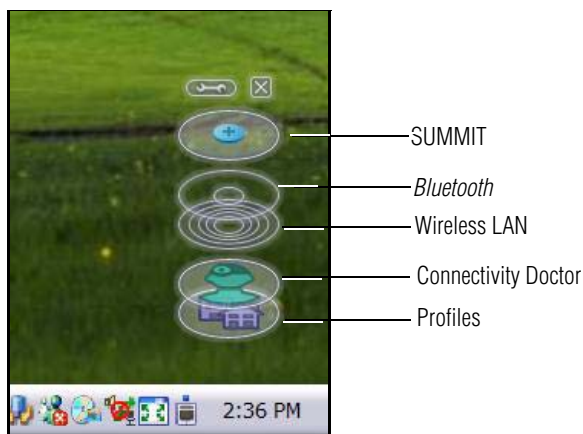 SUMMIT
Bluetooth
Wireless LAN
Connectivity Doctor
Profiles
2:36 PM